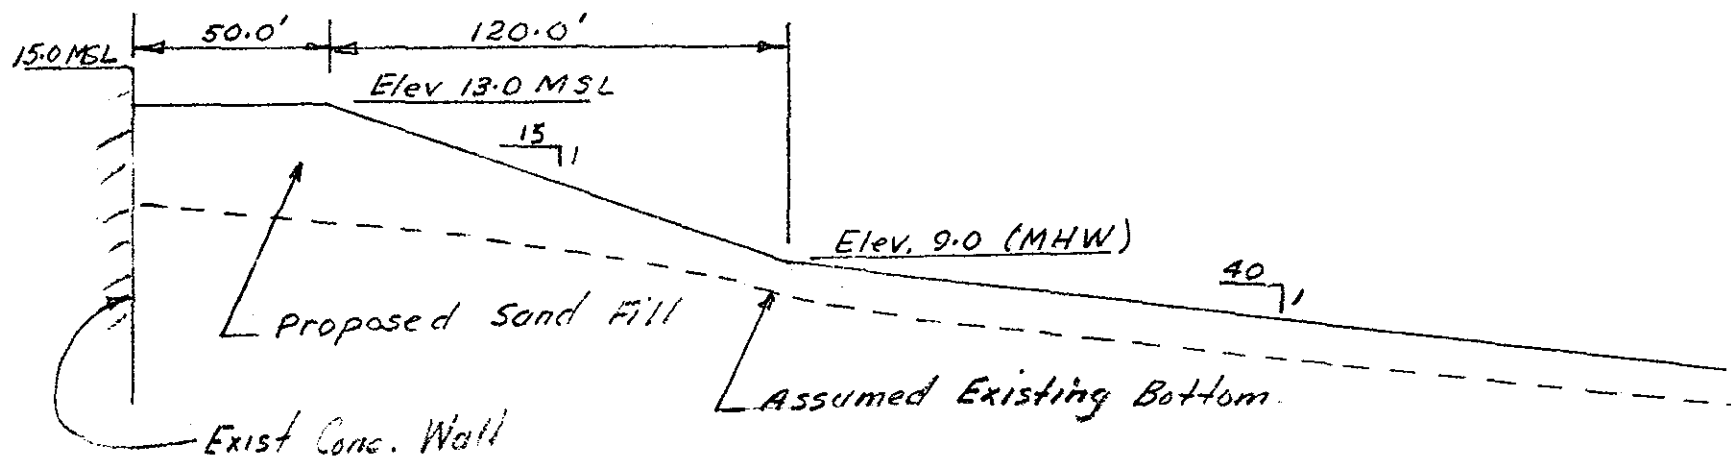 50.0'
120.0'
15.0 MSL
Elev 13.0 MSL
15
1
Elev. 9.0 (MHW)
40
1
Proposed Sand Fill
Assumed Existing Bottom
Exist Conc. Wall